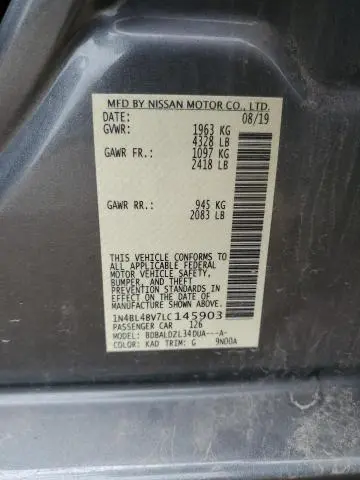 MFD BY NISSAN MOTOR CO., LTD.
DATE: 08/19
GVWR: 1963 KG
4328 LB
GAWR FR: 1097 KG
2418 LB
GAWR RR.: 945 KG
2083 LB
THIS VEHICLE CONFORMS TO
ALL APPLICABLE FEDERAL
MOTOR VEHICLE SAFETY,
BUMPER, AND THEFT
PREVENTION STANDARDS IN
EFFECT ON THE DATE OF
MANUFACTURE SHOWN ABOVE.
1N4BL4BV7LC145903
PASSENGER CAR 126
MODEL: BDBALDZL34DUA---A-
COLOR: KAD TRIM: G 9N00A